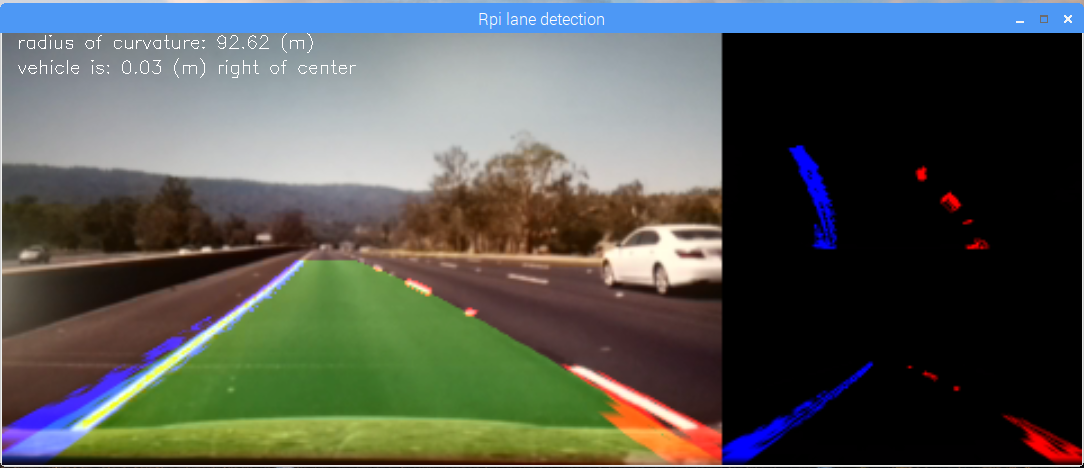 Rpi lane detection
radius of curvature: 92.62 (m)
vehicle is: 0.03 (m) right of center